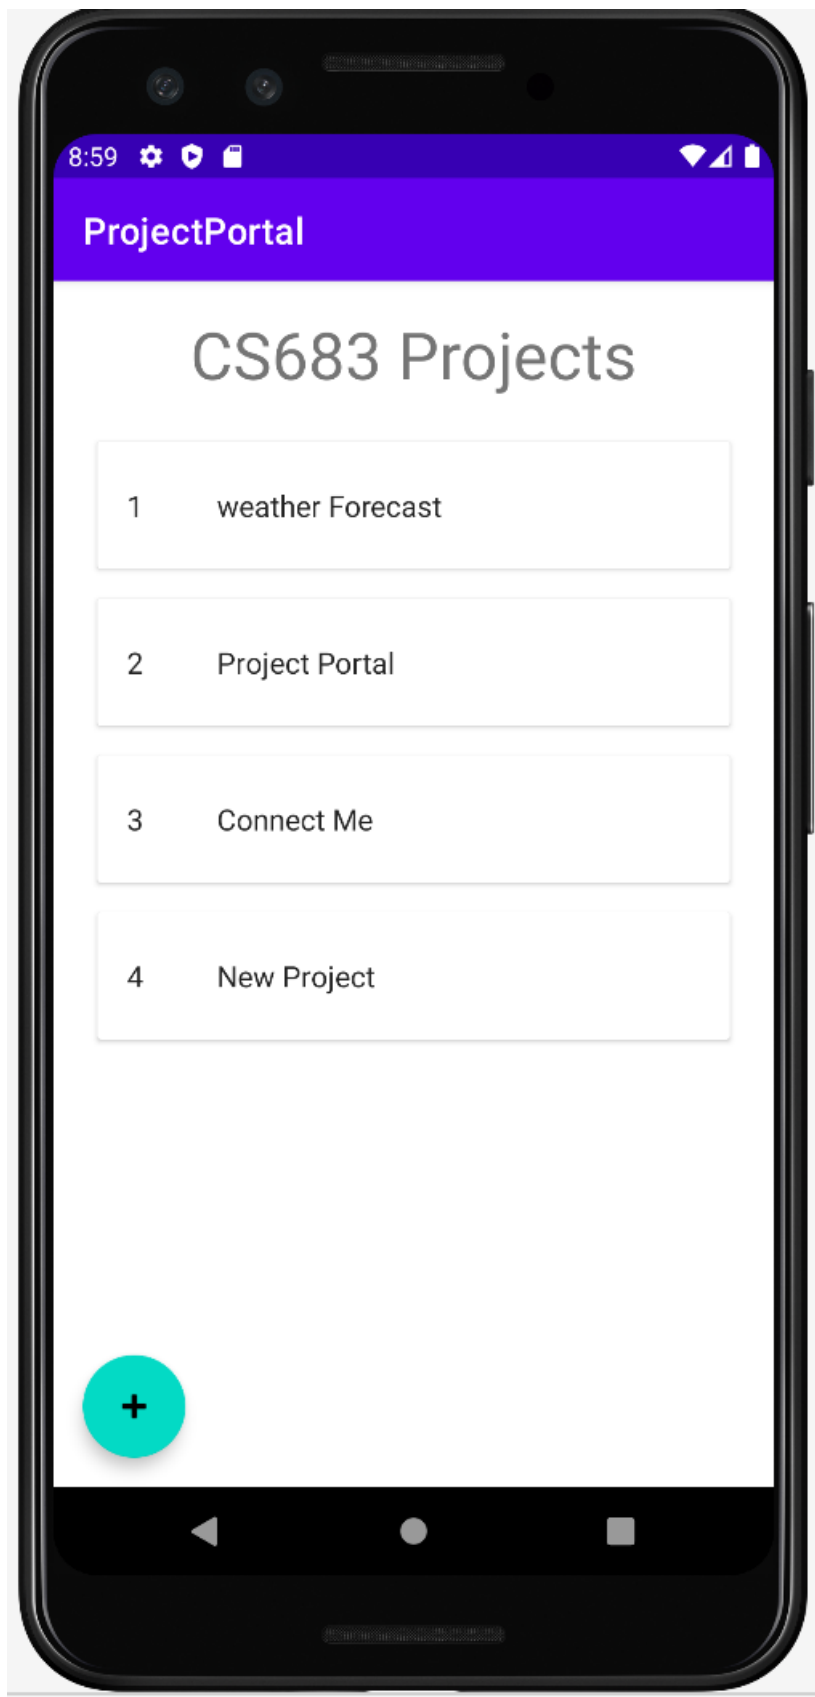 8:59
ProjectPortal
CS683 Projects
1 weather Forecast
2 Project Portal
3 Connect Me
4 New Project
+